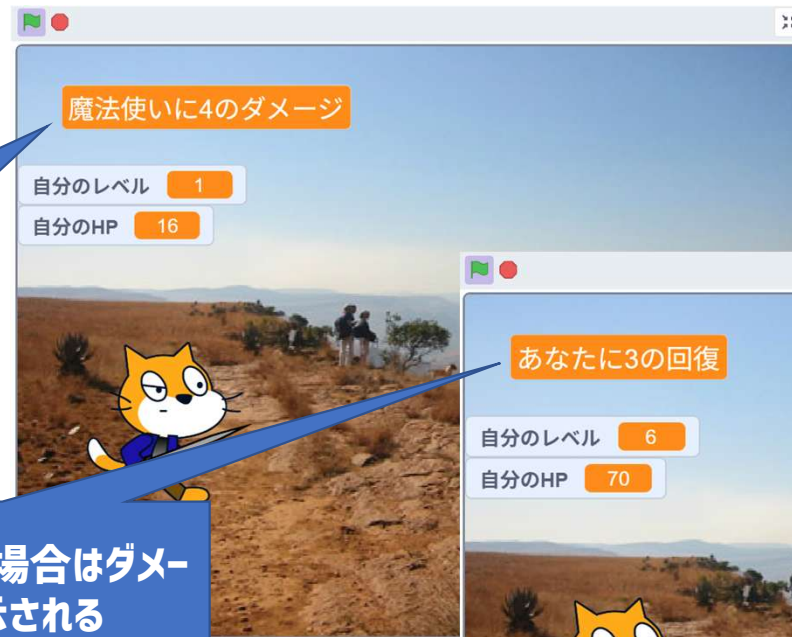 魔法使いに4のダメージ
自分のレベル 1
自分のHP 16
あなたに3の回復
自分のレベル 6
自分のHP 70
場合はダメー
示される